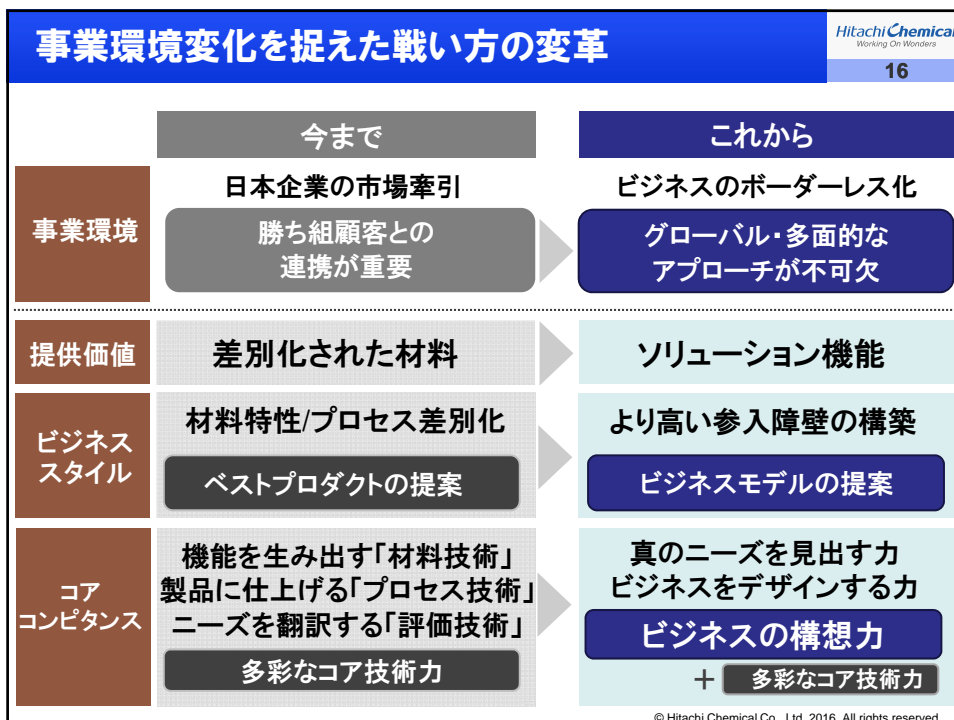 事業環境変化を捉えた戦い方の変革
Hitachi Chemical
Working On Wonders
16
今まで
これから
事業環境
日本企業の市場牽引
勝ち組顧客との
連携が重要
ビジネスのボーダーレス化
グローバル・多面的な
アプローチが不可欠
提供価値
差別化された材料
ソリューション機能
ビジネス
スタイル
材料特性/プロセス差別化
ベストプロダクトの提案
より高い参入障壁の構築
ビジネスモデルの提案
コア
コンピタンス
機能を生み出す「材料技術」
製品に仕上げる「プロセス技術」
ニーズを翻訳する「評価技術」
多彩なコア技術力
真のニーズを見出す力
ビジネスをデザインする力
ビジネスの構想力
＋ 多彩なコア技術力
© Hitachi Chemical Co., Ltd. 2016. All rights reserved.